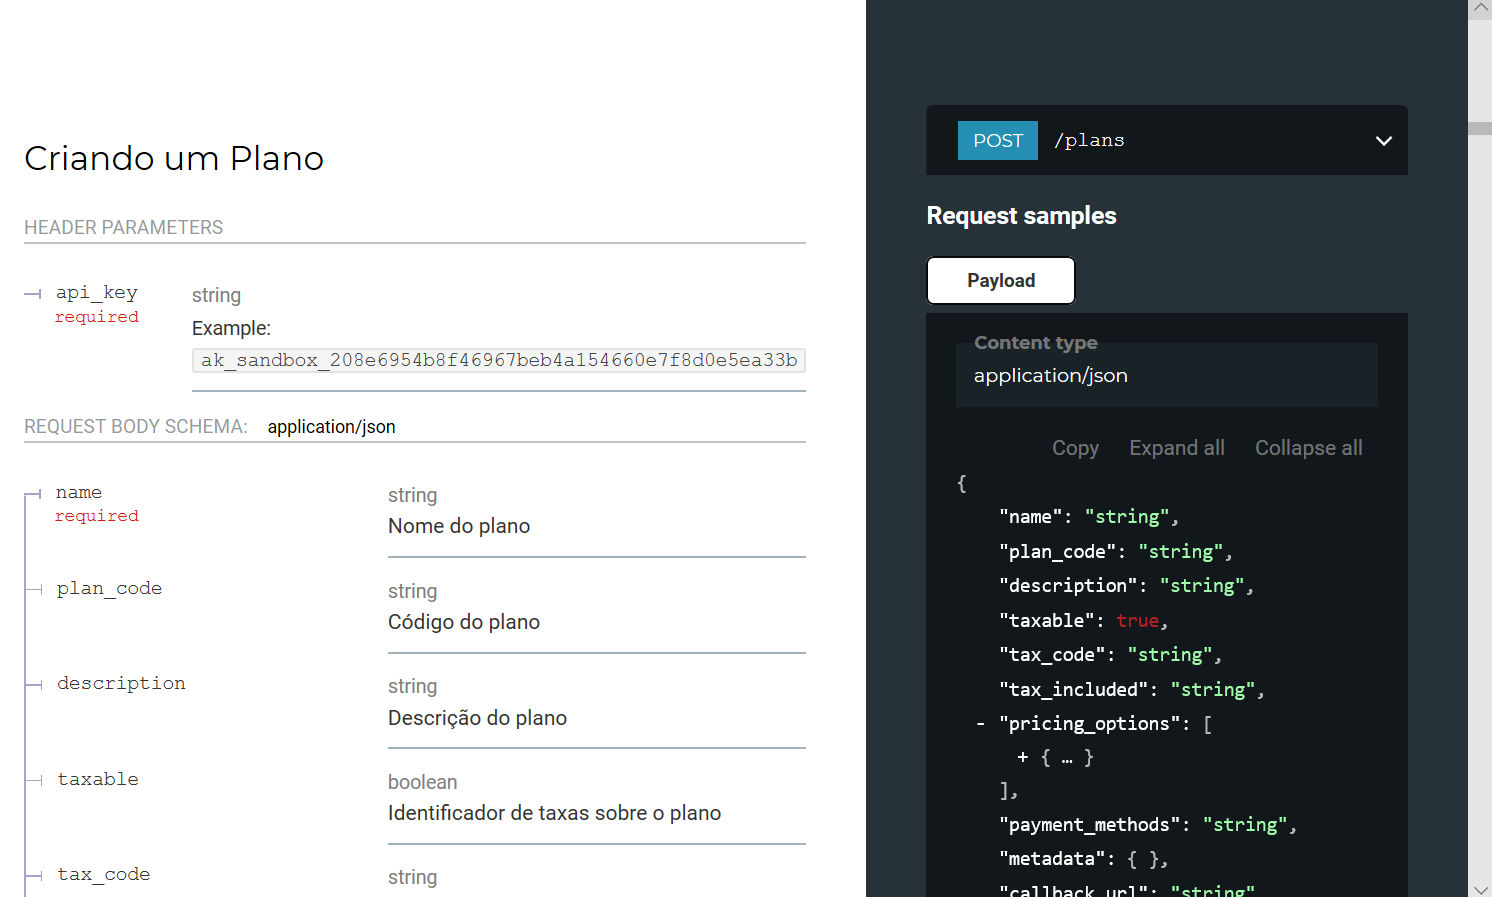 Criando um Plano
HEADER PARAMETERS
api_key
required
string
Example:
ak_sandbox_208e6954b8f46967beb4a154660e7f8d0e5ea33b
REQUEST BODY SCHEMA: application/json
name
required
string
Nome do plano
plan_code
string
Código do plano
description
string
Descrição do plano
taxable
boolean
Identificador de taxas sobre o plano
tax_code
string
POST /plans
Request samples
Payload
Content type
application/json
Copy Expand all Collapse all
{
"name": "string",
"plan_code": "string",
"description": "string",
"taxable": true,
"tax_code": "string",
"tax_included": "string",
- "pricing_options": [
+ { … }
],
"payment_methods": "string",
"metadata": { },
"callback_url": "string"